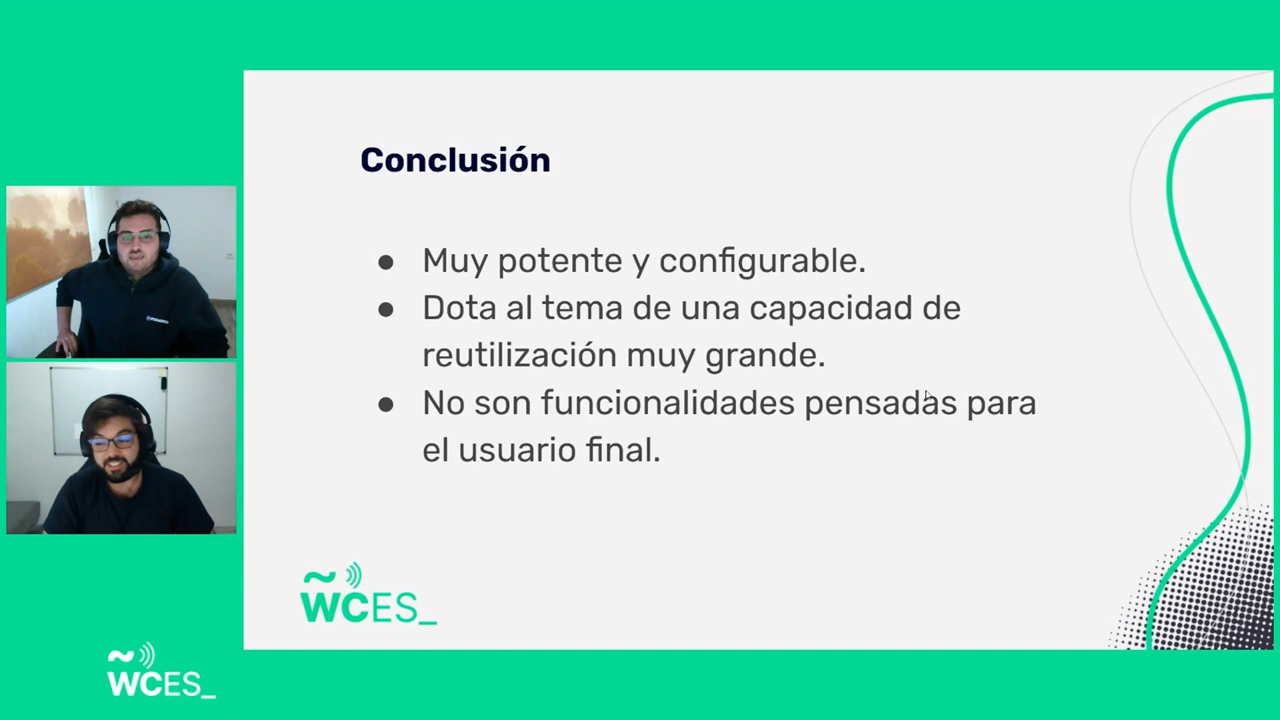 Conclusión
● Muy potente y configurable.
● Dota al tema de una capacidad de
reutilización muy grande.
● No son funcionalidades pensadas para
el usuario final.
WCES_
WCES_